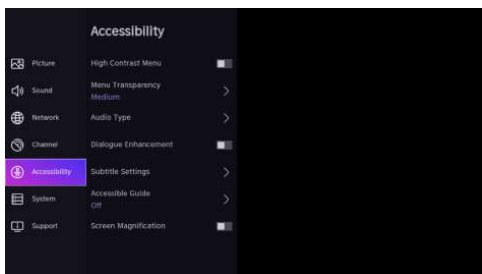 Accessibility
Picture
Sound
Network
Channel
Accessibility
System
Support
High Contrast Menu
Menu Transparency
Medium
Audio Type
Dialogue Enhancement
Subtitle Settings
Accessible Guide
Off
Screen Magnification